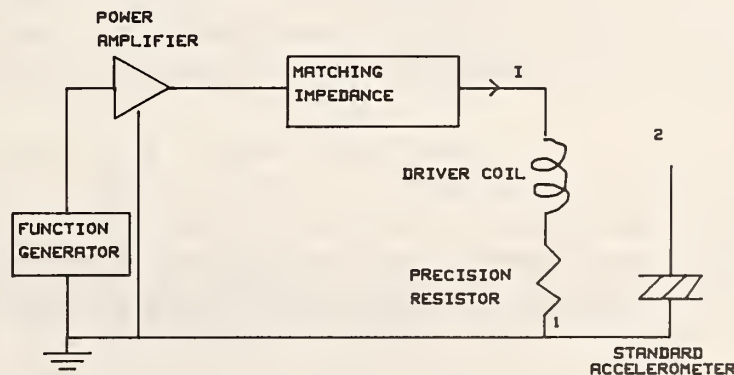 POWER
AMPLIFIER
MATCHING
IMPEDANCE
I
2
DRIVER COIL
FUNCTION
GENERATOR
PRECISION
RESISTOR
1
STANDARD
ACCELEROMETER